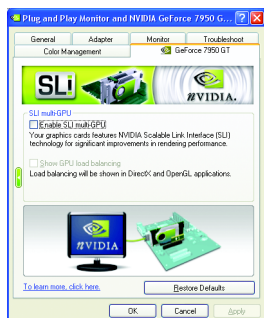 Plug and Play Monitor and NVIDIA GeForce 7950 G... ? X
General Adapter Monitor Troubleshoot
Color Management GeForce 7950 GT
SLi
NVIDIA.
SLI multi-GPU
Enable SLI multi-GPU
Your graphics card features NVIDIA Scalable Link Interface (SLI)
technology for significant improvements in rendering performance.
Show GPU load balancing
Load balancing will be shown in DirectX and OpenGL applications.
NVIDIA
To learn more, click here.
Restore Defaults
OK Cancel Apply